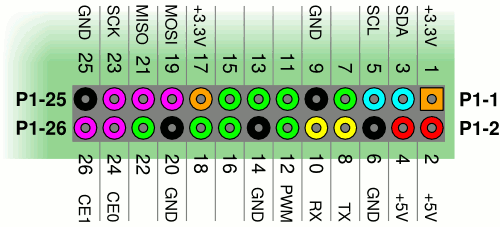 GND SCK MISO MOSI +3.3V GND SCL SDA +3.3V
25 23 21 19 17 15 13 11 9 7 5 3 1
P1-25 P1-1
P1-26 P1-2
26 24 22 20 18 16 14 12 10 8 6 4 2
CE1 CE0 GND GND PWM RX TX GND +5V +5V